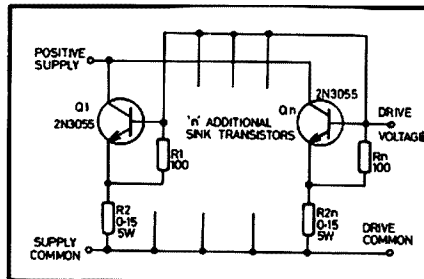 POSITIVE
SUPPLY
Q1
2N3055
R1
100
'n' ADDITIONAL
SINK TRANSISTORS
2N3055
Qn
DRIVE
VOLTAGE
Rn
100
R2
0-15
5W
R2n
0-15
5W
SUPPLY
COMMON
DRIVE
COMMON